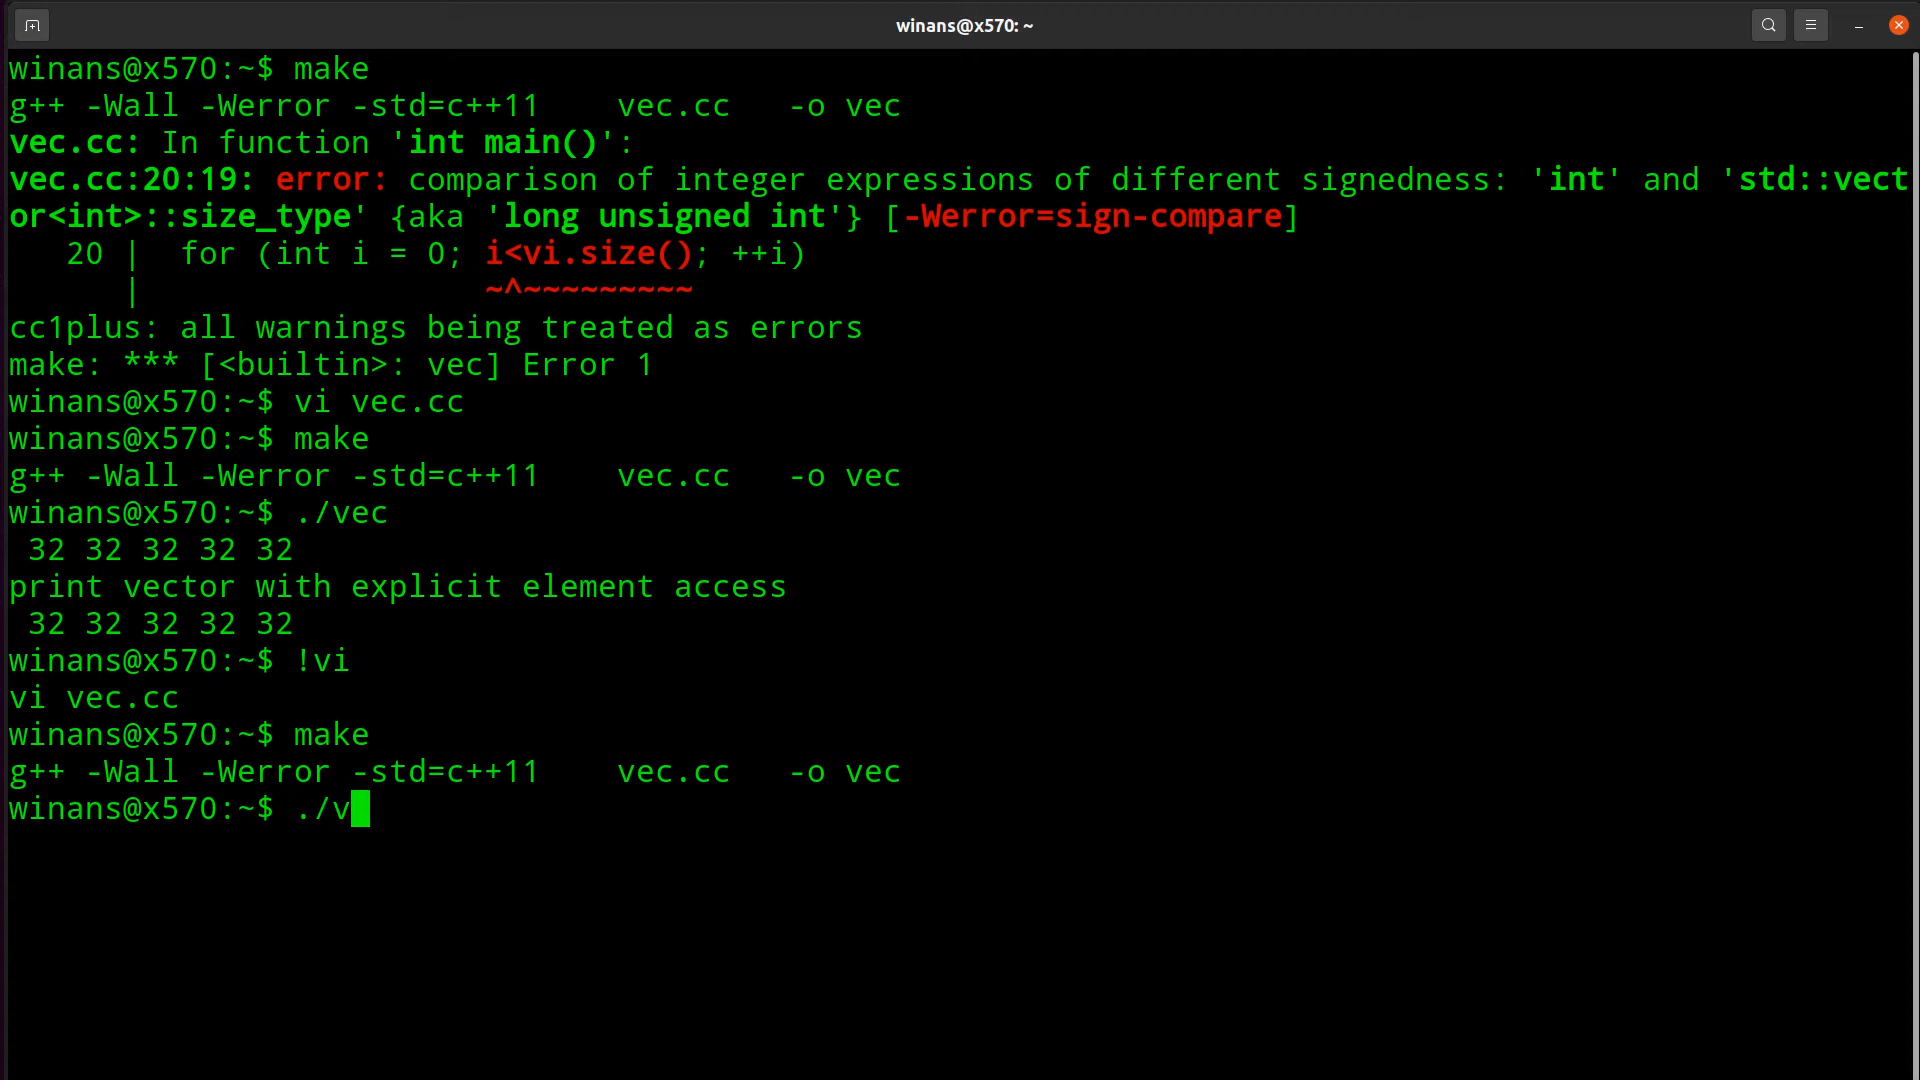 winans@x570: ~
winans@x570:~$ make
g++ -Wall -Werror -std=c++11    vec.cc   -o vec
vec.cc: In function 'int main()':
vec.cc:20:19: error: comparison of integer expressions of different signedness: 'int' and 'std::vect
or<int>::size_type' {aka 'long unsigned int'} [-Werror=sign-compare]
   20 |  for (int i = 0; i<vi.size(); ++i)
      |                  ~^~~~~~~~~~
cc1plus: all warnings being treated as errors
make: *** [<builtin>: vec] Error 1
winans@x570:~$ vi vec.cc
winans@x570:~$ make
g++ -Wall -Werror -std=c++11    vec.cc   -o vec
winans@x570:~$ ./vec
 32 32 32 32 32
print vector with explicit element access
 32 32 32 32 32
winans@x570:~$ !vi
vi vec.cc
winans@x570:~$ make
g++ -Wall -Werror -std=c++11    vec.cc   -o vec
winans@x570:~$ ./v